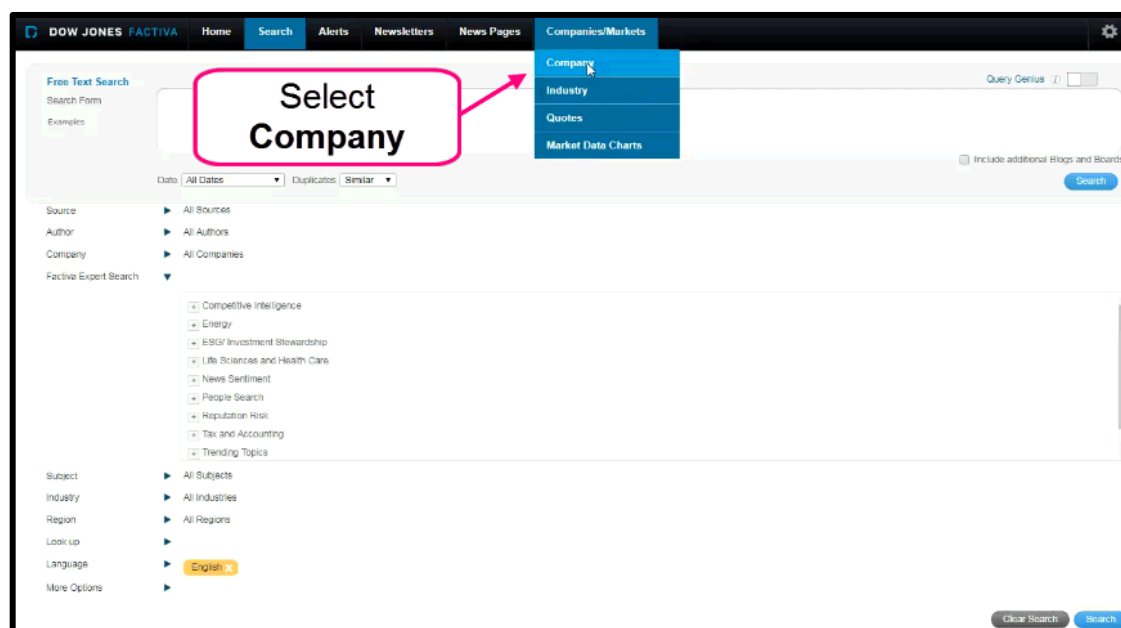 DOW JONES FACTIVA Home Search Alerts Newsletters News Pages Companies/Markets
Company
Industry
Quotes
Market Data Charts
Select
Company
Free Text Search
Search Form
Examples
Query Genius
Include additional Blogs and Boards
Date All Dates Duplicates Similar
Search
Source All Sources
Author All Authors
Company All Companies
Factiva Expert Search
Competitive Intelligence
Energy
ESG/ Investment Stewardship
Life Sciences and Health Care
News Sentiment
People Search
Reputation Risk
Tax and Accounting
Trending Topics
Subject All Subjects
Industry All Industries
Region All Regions
Look up
Language English x
More Options
Clear Search Search